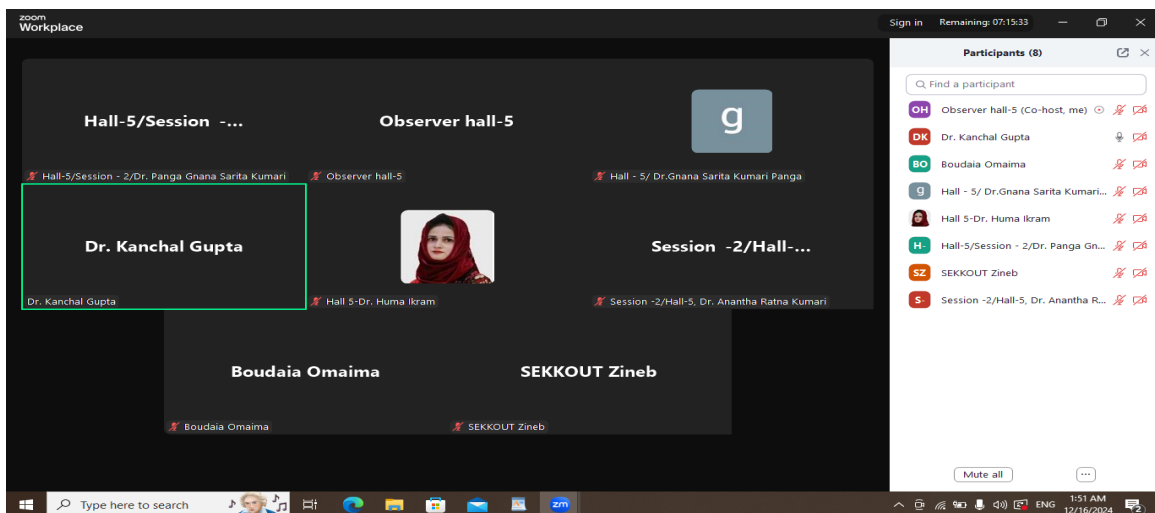 zoom
Workplace
Sign in Remaining: 07:15:33
Hall-5/Session -...
Hall-5/Session - 2/Dr. Panga Gnana Sarita Kumari
Observer hall-5
Observer hall-5
g
Hall - 5/ Dr.Gnana Sarita Kumari Panga
Dr. Kanchal Gupta
Dr. Kanchal Gupta
Hall 5-Dr. Huma Ikram
Session -2/Hall-...
Session -2/Hall-5, Dr. Anantha Ratna Kumari
Boudaia Omaima
Boudaia Omaima
SEKKOUT Zineb
SEKKOUT Zineb
Participants (8)
Find a participant
OH Observer hall-5 (Co-host, me)
DK Dr. Kanchal Gupta
BO Boudaia Omaima
g Hall - 5/ Dr.Gnana Sarita Kumari...
Hall 5-Dr. Huma Ikram
H- Hall-5/Session - 2/Dr. Panga Gn...
SZ SEKKOUT Zineb
S- Session -2/Hall-5, Dr. Anantha R...
Mute all ...
Type here to search
zm
ENG
1:51 AM
12/16/2024
2